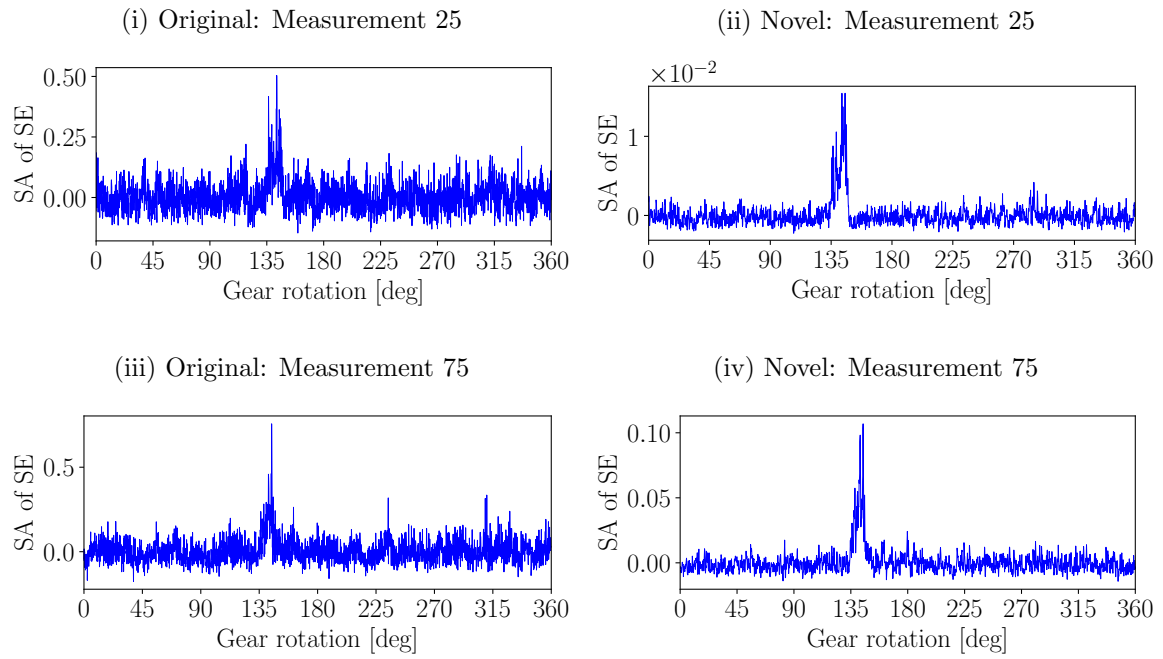 (i) Original: Measurement 25
0.50
0.25
0.00
SA of SE
0 45 90 135 180 225 270 315 360
Gear rotation [deg]
(ii) Novel: Measurement 25
×10⁻²
1
0
SA of SE
0 45 90 135 180 225 270 315 360
Gear rotation [deg]
(iii) Original: Measurement 75
0.5
0.0
SA of SE
0 45 90 135 180 225 270 315 360
Gear rotation [deg]
(iv) Novel: Measurement 75
0.10
0.05
0.00
SA of SE
0 45 90 135 180 225 270 315 360
Gear rotation [deg]